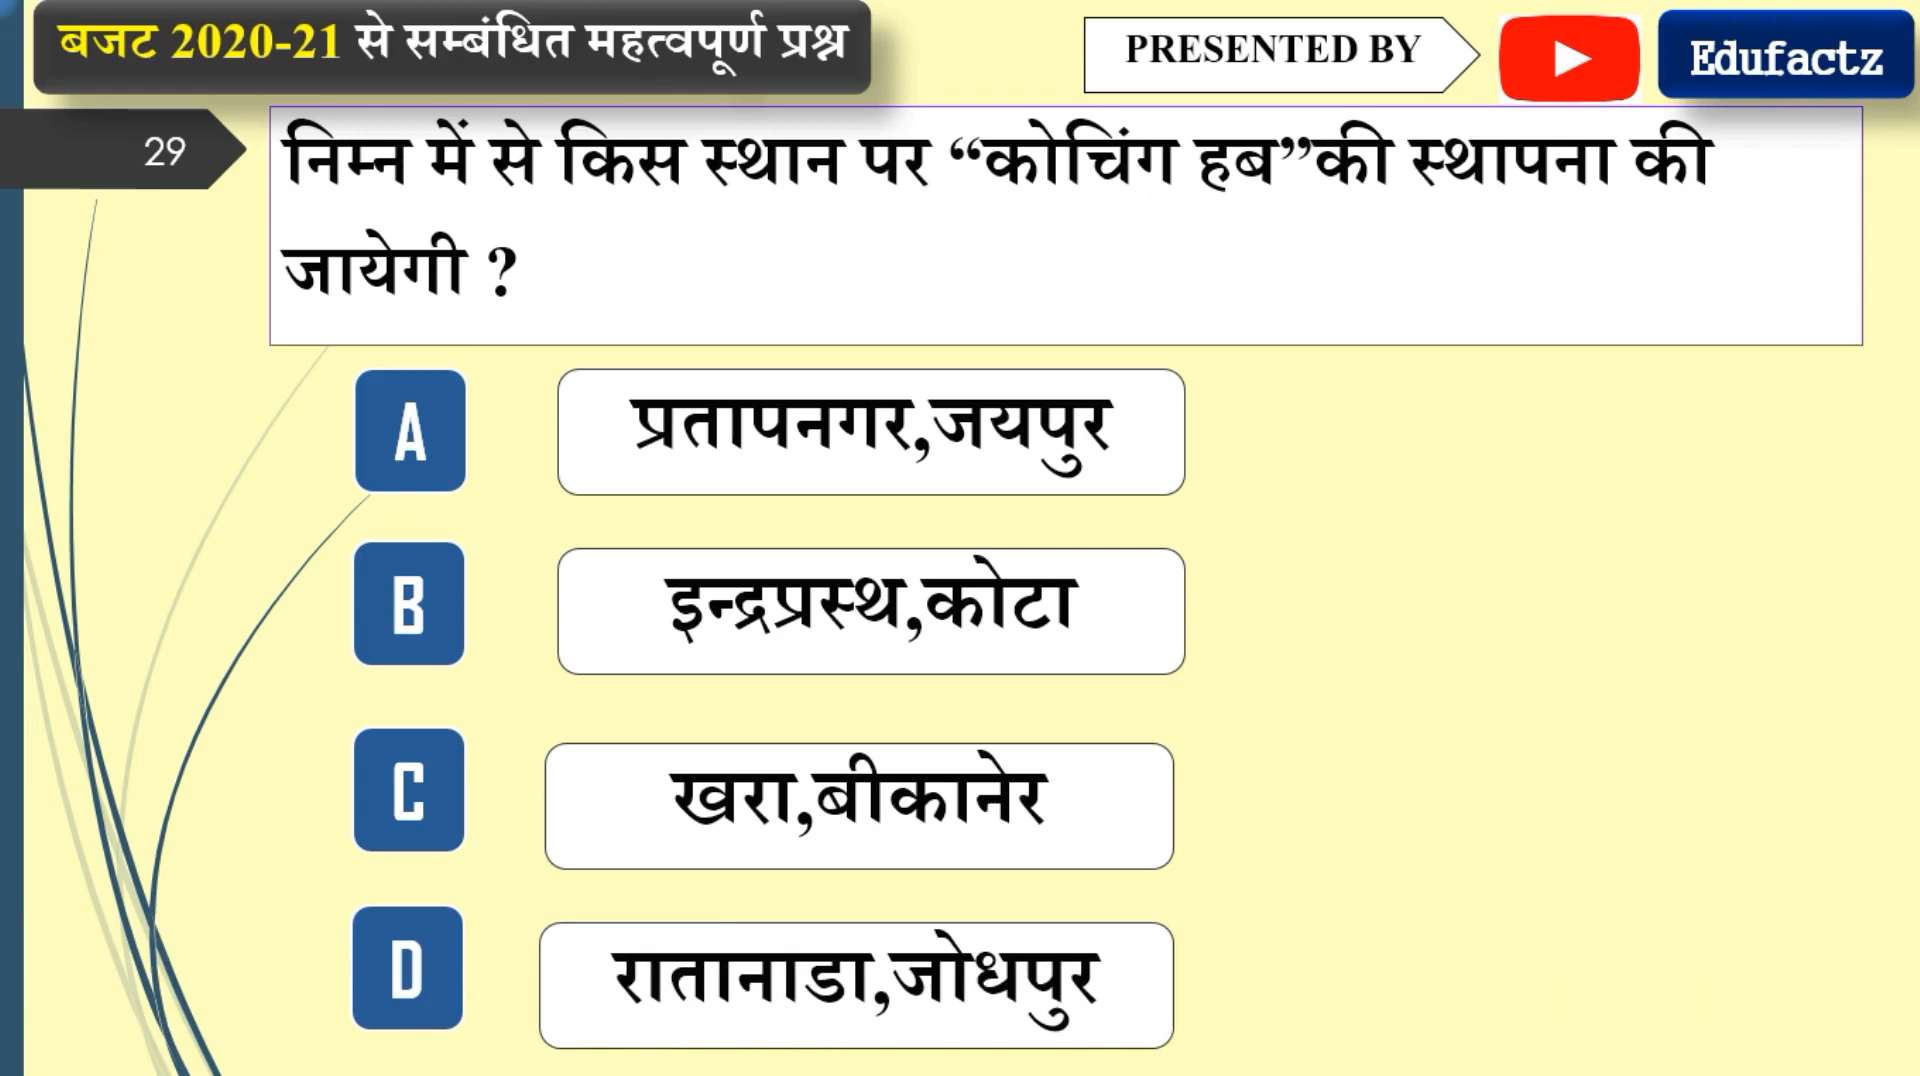 बजट 2020-21 से सम्बंधित महत्वपूर्ण प्रश्न
PRESENTED BY
Edufactz
29
निम्न में से किस स्थान पर “कोचिंग हब”की स्थापना की
जायेगी ?
A
प्रतापनगर,जयपुर
B
इन्द्रप्रस्थ,कोटा
C
खरा,बीकानेर
D
रातानाडा,जोधपुर